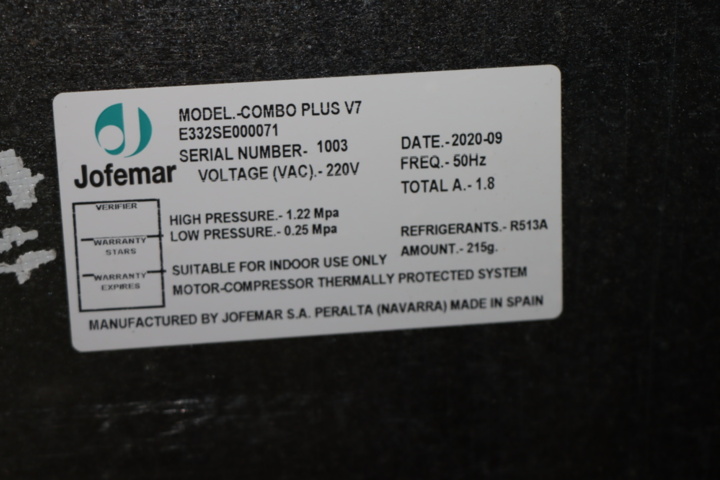 Jofemar
MODEL.-COMBO PLUS V7
E332SE000071
SERIAL NUMBER- 1003
VOLTAGE (VAC).- 220V
DATE.-2020-09
FREQ.- 50Hz
TOTAL A.- 1.8
VERIFIER
WARRANTY
STARS
WARRANTY
EXPIRES
HIGH PRESSURE.- 1.22 Mpa
LOW PRESSURE.- 0.25 Mpa
REFRIGERANTS.- R513A
AMOUNT.- 215g.
SUITABLE FOR INDOOR USE ONLY
MOTOR-COMPRESSOR THERMALLY PROTECTED SYSTEM
MANUFACTURED BY JOFEMAR S.A. PERALTA (NAVARRA) MADE IN SPAIN